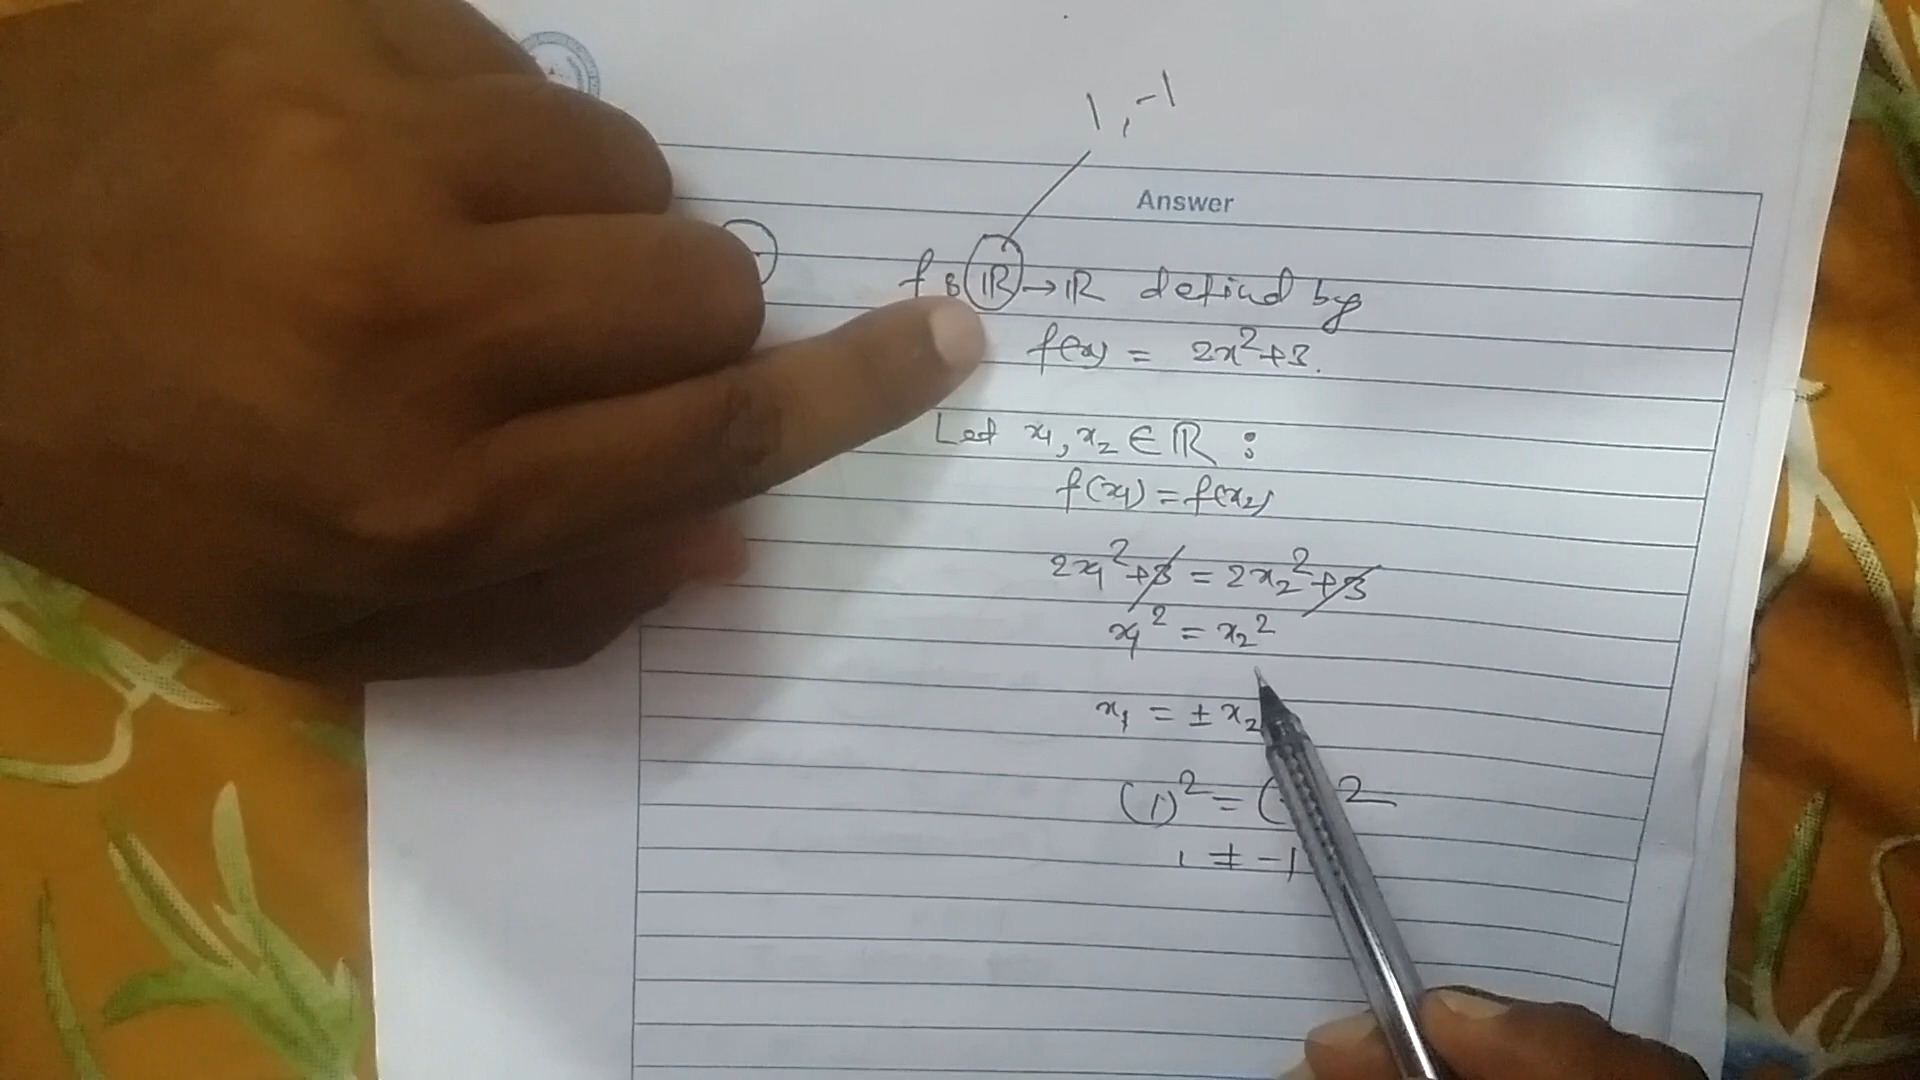 1, -1
Answer
f : ℝ → ℝ defined by
f(x) = 2x² + 3.
Let x₁, x₂ ∈ ℝ :
f(x₁) = f(x₂)
2x₁² + 3 = 2x₂² + 3
x₁² = x₂²
x₁ = ± x₂
(1)² = ( ²
1 ≠ -1